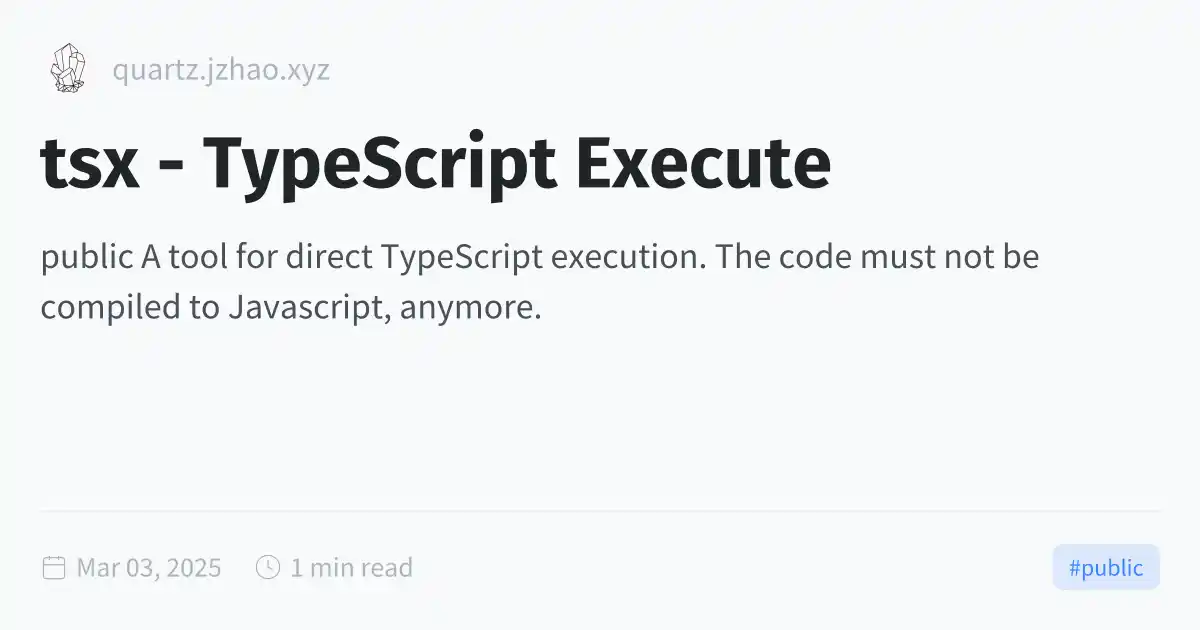 quartz.jzhao.xyz
tsx - TypeScript Execute
public A tool for direct TypeScript execution. The code must not be
compiled to Javascript, anymore.
Mar 03, 2025
1 min read
#public